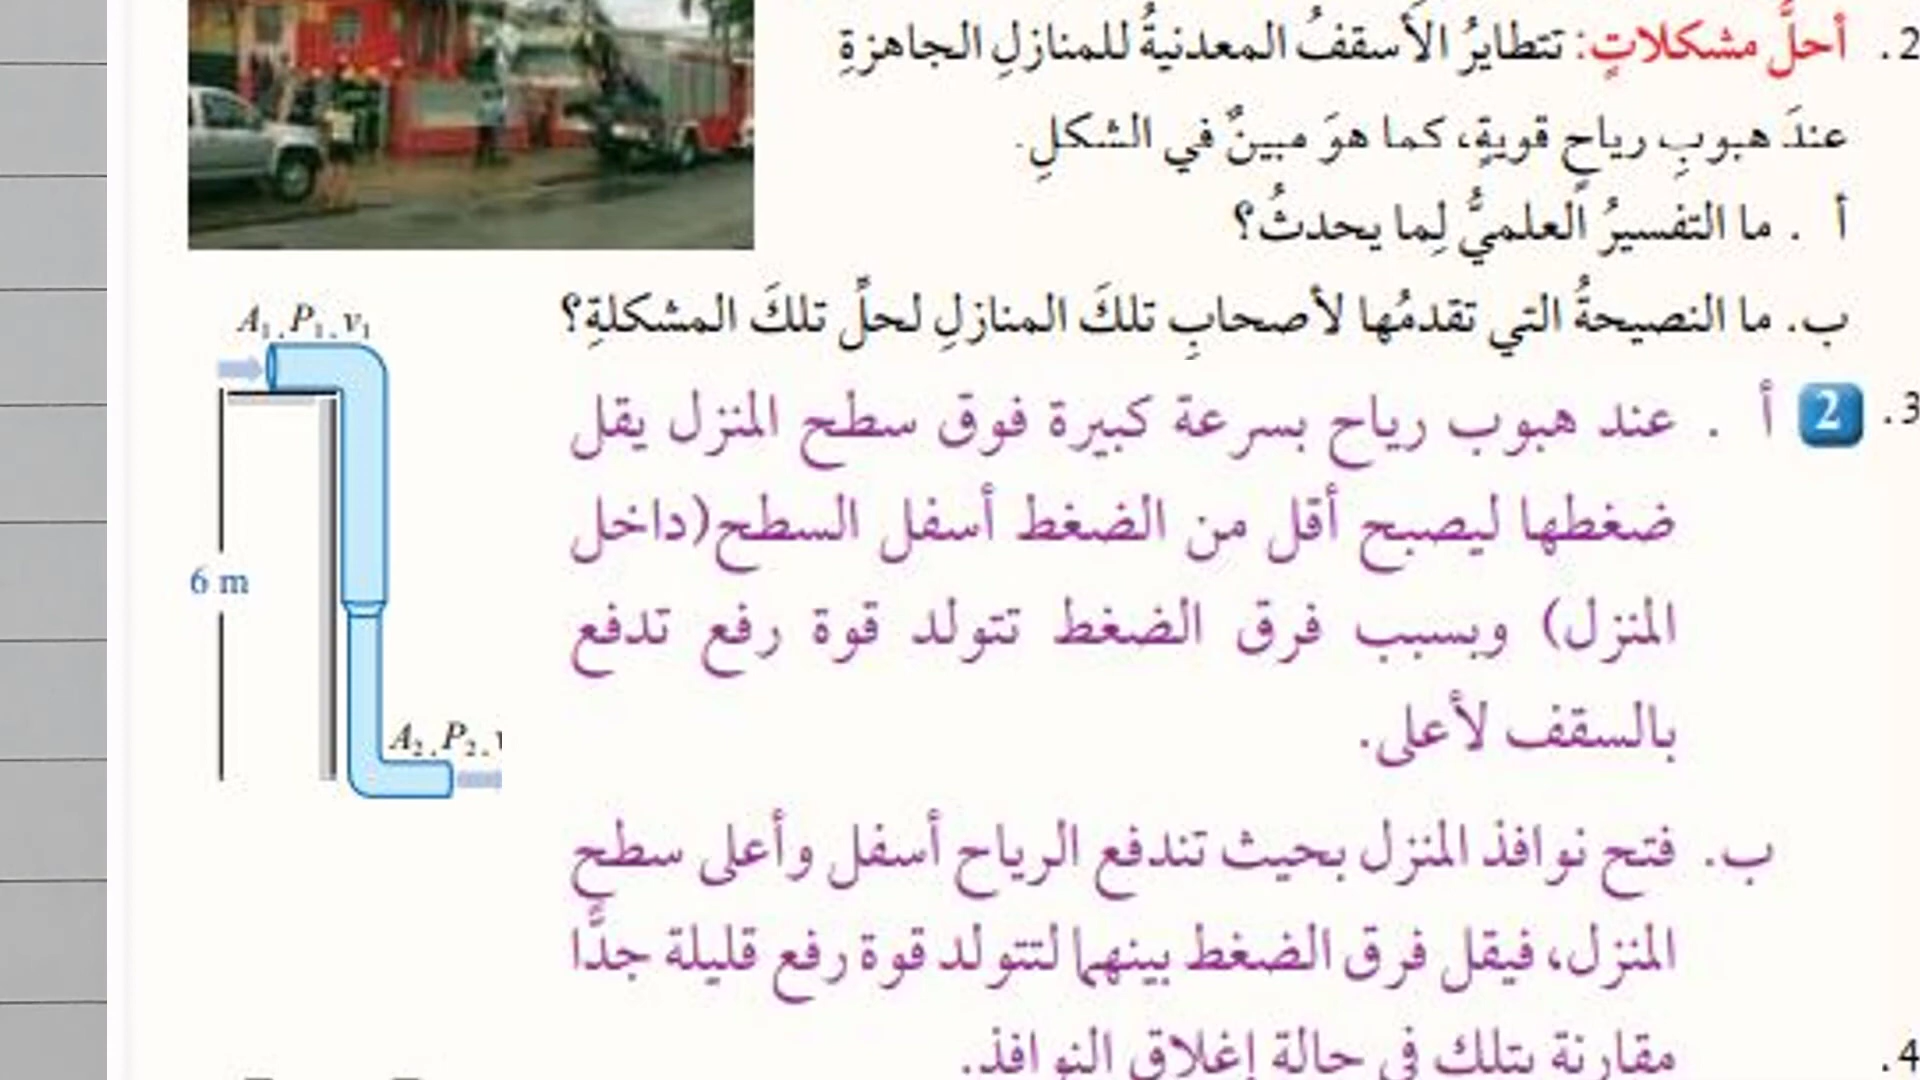 2. أحلُّ مشكلاتٍ: تتطايرُ الأسقفُ المعدنيةُ للمنازلِ الجاهزةِ
عندَ هبوبِ رياحٍ قويةٍ، كما هوَ مبينٌ في الشكلِ.
أ . ما التفسيرُ العلميُّ لِما يحدثُ؟
ب. ما النصيحةُ التي تقدمُها لأصحابِ تلكَ المنازلِ لحلِّ تلكَ المشكلةِ؟
A₁, P₁, v₁
3.
2 أ . عند هبوب رياح بسرعة كبيرة فوق سطح المنزل يقل
ضغطها ليصبح أقل من الضغط أسفل السطح(داخل
6 m
المنزل) وبسبب فرق الضغط تتولد قوة رفع تدفع
بالسقف لأعلى.
A₂, P₂,
ب. فتح نوافذ المنزل بحيث تندفع الرياح أسفل وأعلى سطح
المنزل، فيقل فرق الضغط بينهما لتتولد قوة رفع قليلة جدًّا
مقارنة بتلك في حالة إغلاق النوافذ.
4.